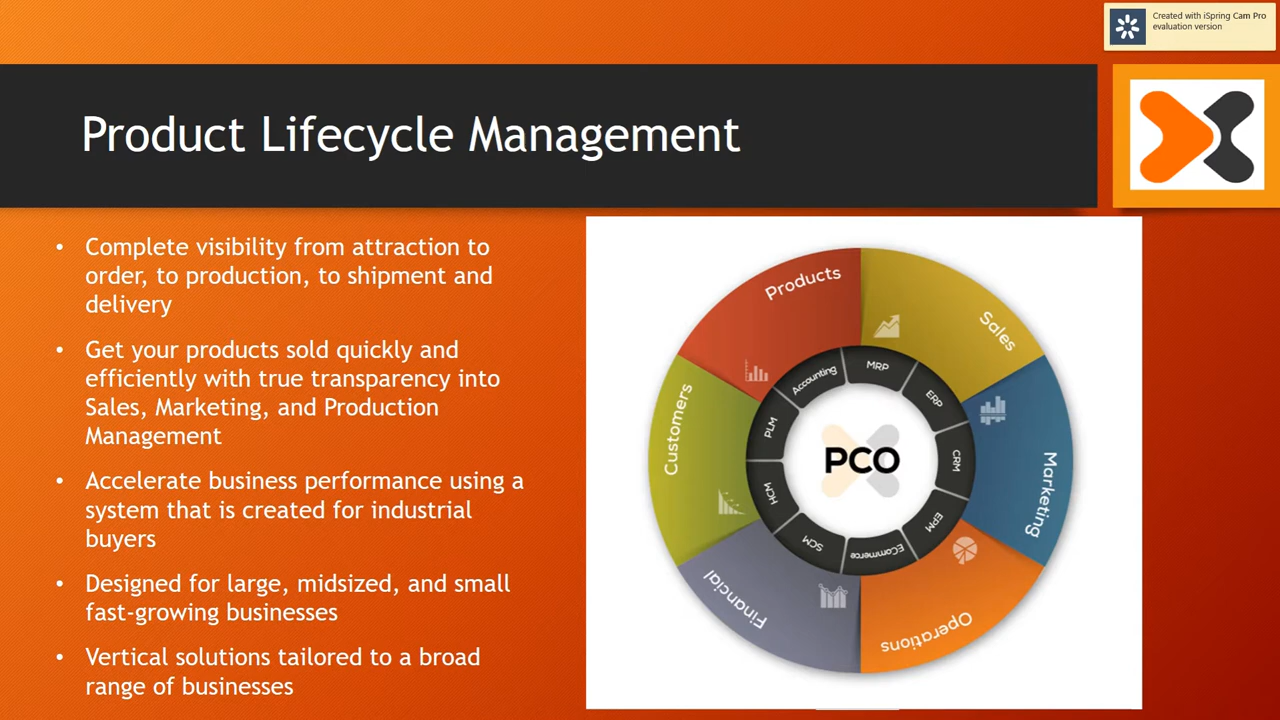 Created with iSpring Cam Pro
evaluation version
Product Lifecycle Management
• Complete visibility from attraction to
order, to production, to shipment and
delivery
• Get your products sold quickly and
efficiently with true transparency into
Sales, Marketing, and Production
Management
• Accelerate business performance using a
system that is created for industrial
buyers
• Designed for large, midsized, and small
fast-growing businesses
• Vertical solutions tailored to a broad
range of businesses
Products
Sales
Marketing
Operations
Financial
Customers
MRP
ERP
CRM
EPM
eCommerce
SCM
HCM
PLM
Accounting
PCO